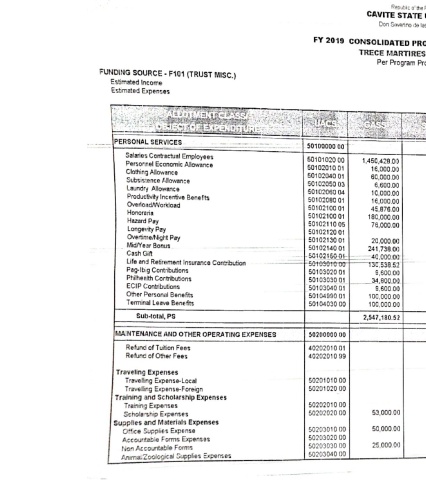 Republic of the
CAVITE STATE
Don Severino de las
FY 2019 CONSOLIDATED PRO
TRECE MARTIRES
Per Program Pro
FUNDING SOURCE - F101 (TRUST MISC.)
Estimated Income
Estimated Expenses
ALLOTMENT CLASS/ UACS
OBJECT OF EXPENDITURE
PERSONAL SERVICES 50100000 00
Salaries Contractual Employees 50101020 00 1,450,428.00
Personnel Economic Allowance 50102010 01 16,000.00
Clothing Allowance 50102040 01 60,000.00
Subsistence Allowance 50102050 03 6,600.00
Laundry Allowance 50102060 04 10,000.00
Productivity Incentive Benefits 50102080 01 16,000.00
Overload/Workload 50102100 01 45,876.00
Honoraria 50102100 01 180,000.00
Hazard Pay 50102110 05 76,000.00
Longevity Pay 50102120 01
Overtime/Night Pay 50102130 01 20,000.00
Mid/Year Bonus 50102140 01 241,738.00
Cash Gift 50102150 01 40,000.00
Life and Retirement Insurance Contribution 50103010 00 130,538.52
Pag-Ibig Contributions 50103020 01 9,600.00
Philhealth Contributions 50103030 01 34,800.00
ECIP Contributions 50103040 01 9,600.00
Other Personal Benefits 50104990 01 100,000.00
Terminal Leave Benefits 50104030 00 100,000.00
Sub-total, PS 2,547,180.52
MAINTENANCE AND OTHER OPERATING EXPENSES 50200000 00
Refund of Tuition Fees 40202010 01
Refund of Other Fees 40202010 99
Traveling Expenses
Travelling Expense-Local 50201010 00
Travelling Expense-Foreign 50201020 00
Training and Scholarship Expenses
Training Expenses 50202010 00
Scholarship Expenses 50202020 00 53,000.00
Supplies and Materials Expenses
Office Supplies Expense 50203010 00 50,000.00
Accountable Forms Expenses 50203020 00
Non Accountable Forms 50203030 00 25,000.00
Animal/Zoological Supplies Expenses 50203040 00